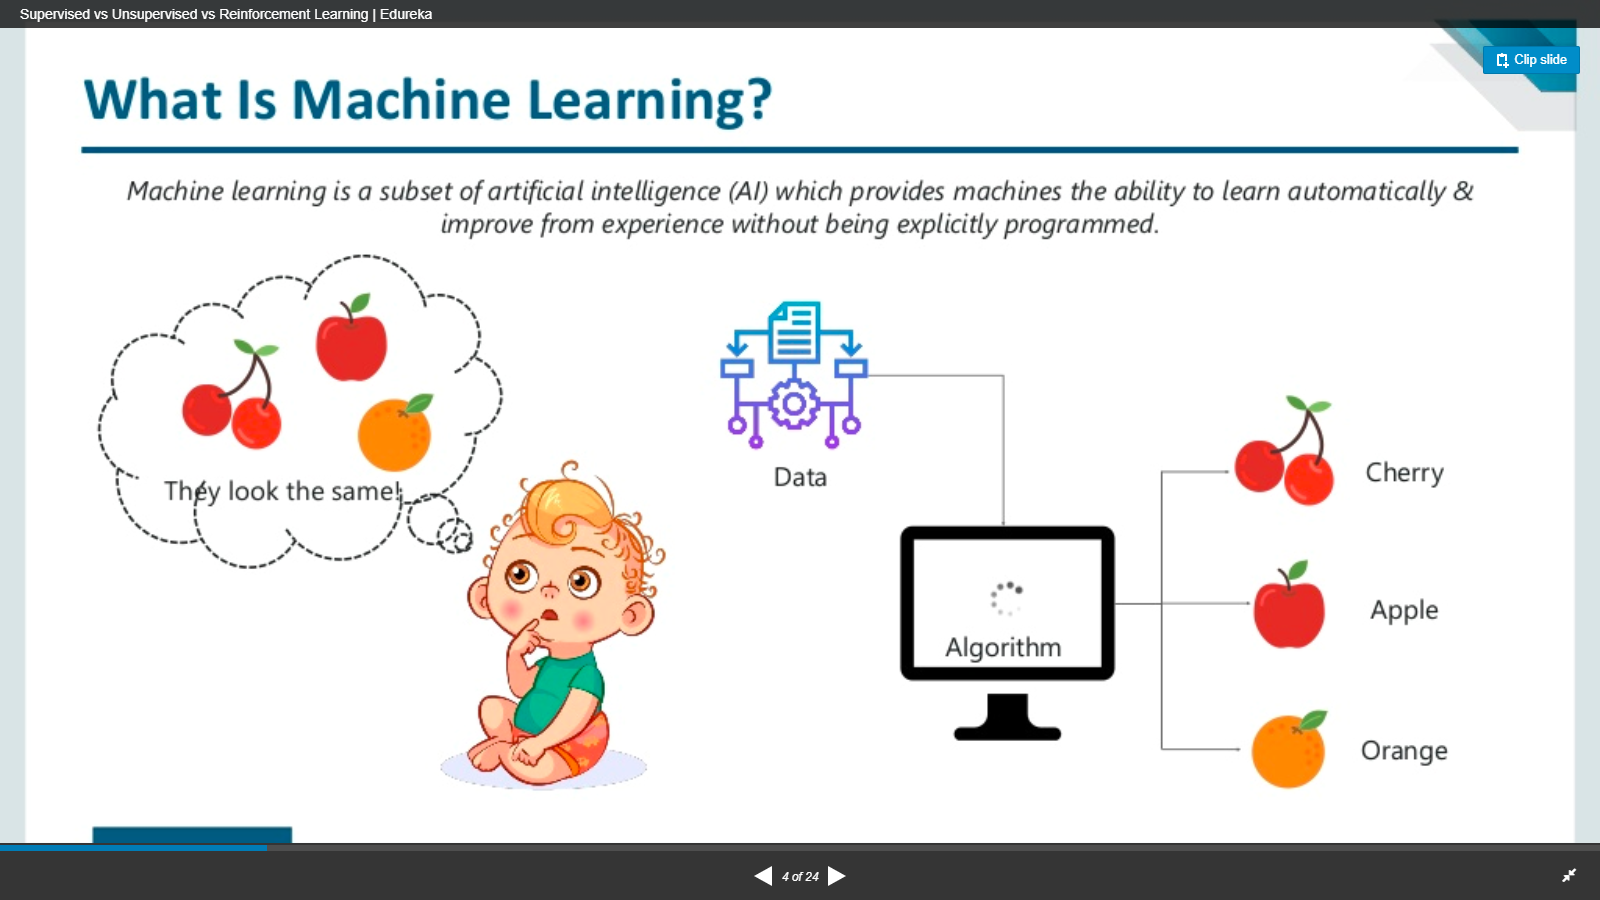 Supervised vs Unsupervised vs Reinforcement Learning | Edureka
Clip slide
What Is Machine Learning?
Machine learning is a subset of artificial intelligence (AI) which provides machines the ability to learn automatically &
improve from experience without being explicitly programmed.
They look the same!
Data
Algorithm
Cherry
Apple
Orange
4 of 24